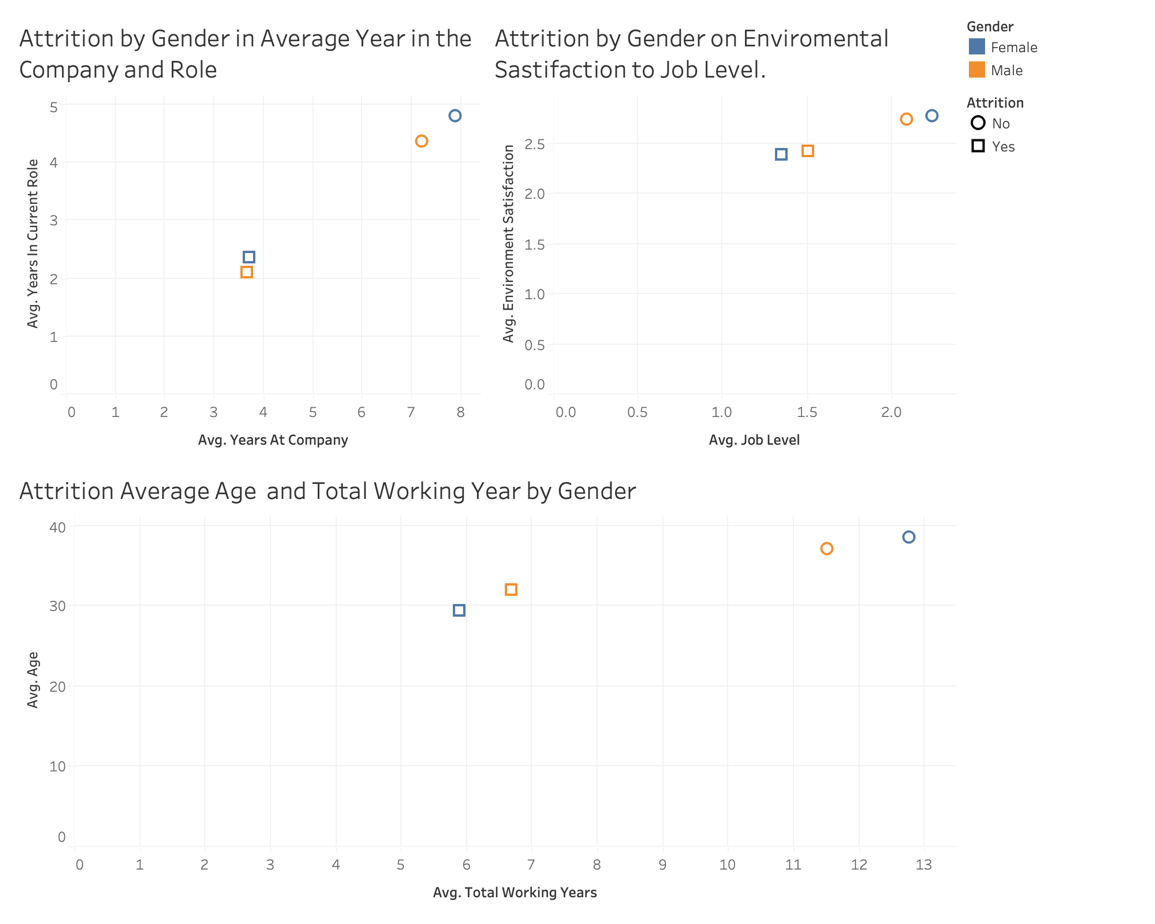 Attrition by Gender in Average Year in the
Company and Role
5
4
3
2
1
0
Avg. Years In Current Role
0 1 2 3 4 5 6 7 8
Avg. Years At Company
Attrition by Gender on Enviromental
Sastifaction to Job Level.
2.5
2.0
1.5
1.0
0.5
0.0
Avg. Environment Satisfaction
0.0 0.5 1.0 1.5 2.0
Avg. Job Level
Gender
Female
Male
Attrition
No
Yes
Attrition Average Age  and Total Working Year by Gender
40
30
20
10
0
Avg. Age
0 1 2 3 4 5 6 7 8 9 10 11 12 13
Avg. Total Working Years